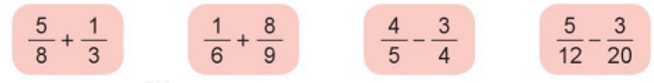 5/8 + 1/3   1/6 + 8/9   4/5 − 3/4   5/12 − 3/20